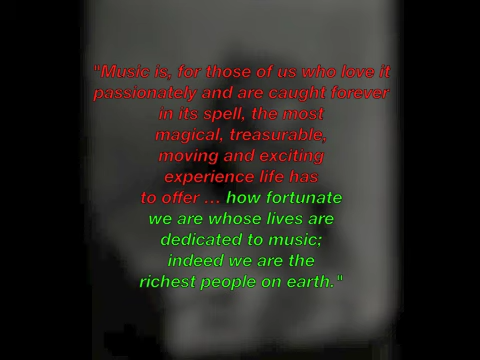 "Music is, for those of us who love it
passionately and are caught forever
in its spell, the most
magical, treasurable,
moving and exciting
experience life has
to offer ... how fortunate
we are whose lives are
dedicated to music;
indeed we are the
richest people on earth."